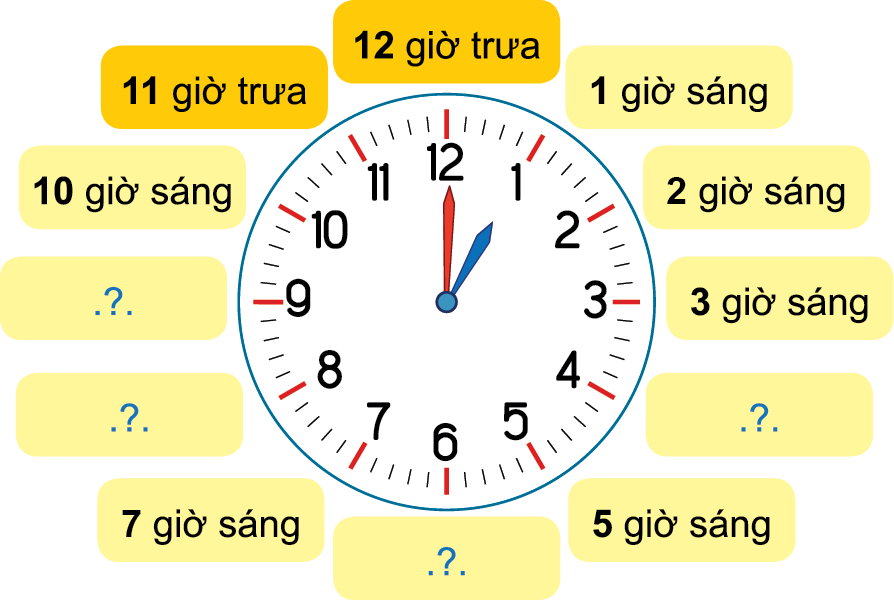 12 giờ trưa
11 giờ trưa
1 giờ sáng
10 giờ sáng
2 giờ sáng
.?.
3 giờ sáng
.?.
.?.
7 giờ sáng
5 giờ sáng
.?.
12
1
2
3
4
5
6
7
8
9
10
11